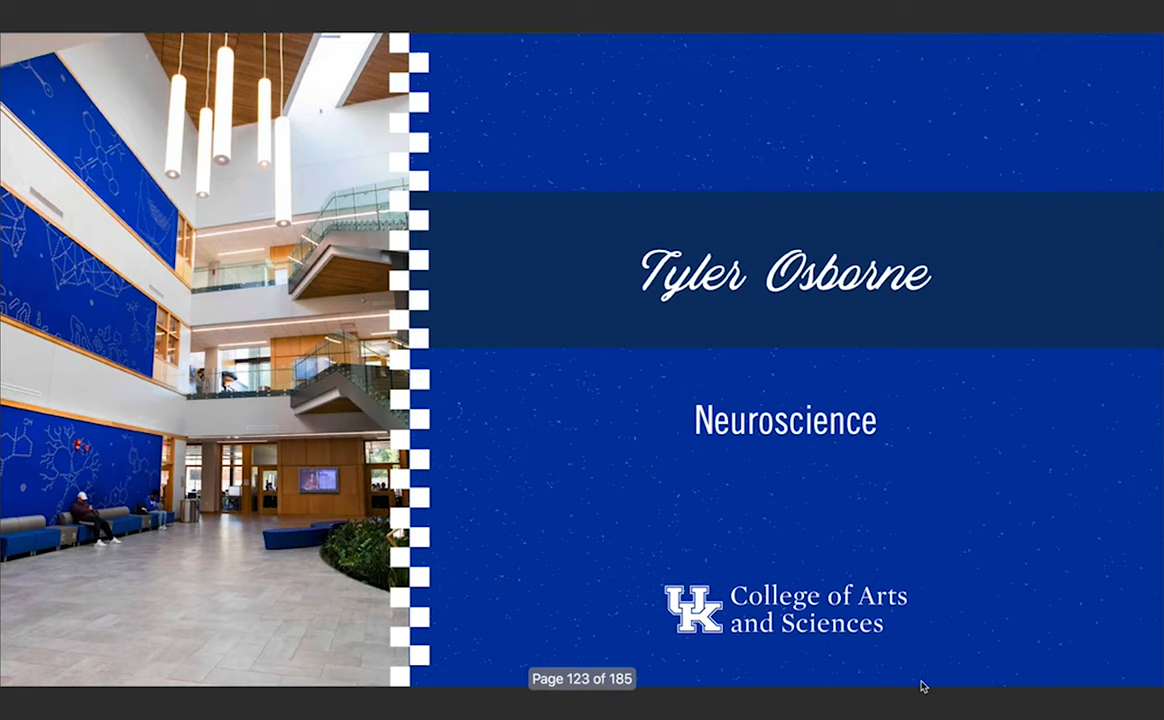 Tyler Osborne
Neuroscience
UK
College of Arts
and Sciences
Page 123 of 185